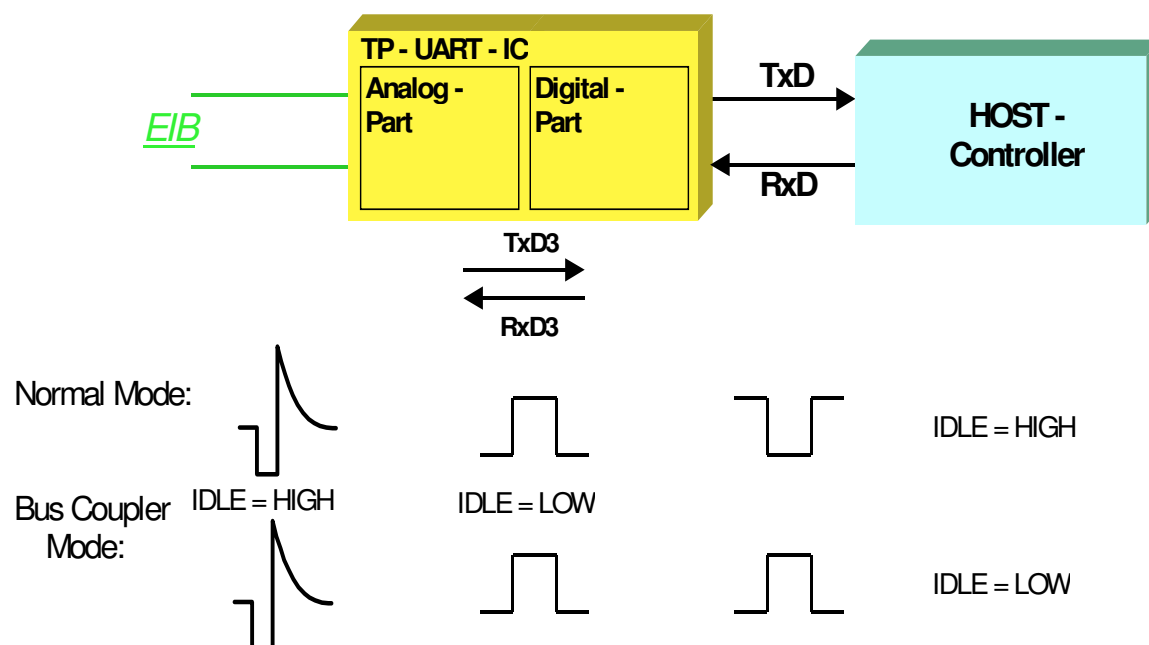 TP - UART - IC
Analog -
Part
Digital -
Part
EIB
TxD
RxD
HOST -
Controller
TxD3
RxD3
Normal Mode:
IDLE = HIGH
IDLE = HIGH
IDLE = LOW
Bus Coupler
Mode:
IDLE = LOW